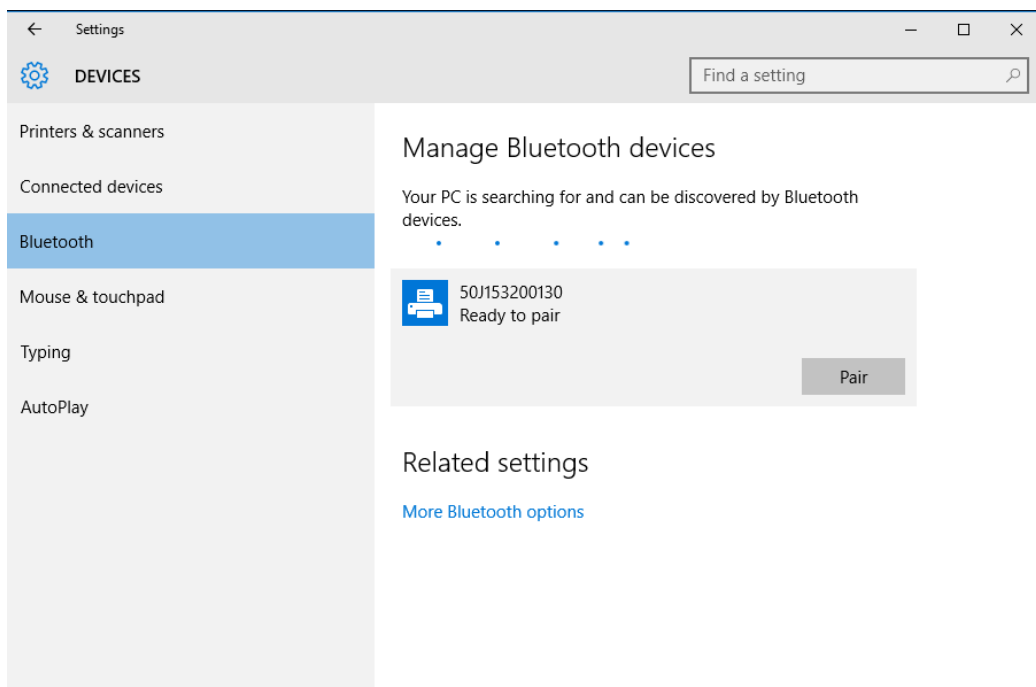 Settings
DEVICES
Find a setting
Printers & scanners
Connected devices
Bluetooth
Mouse & touchpad
Typing
AutoPlay
Manage Bluetooth devices
Your PC is searching for and can be discovered by Bluetooth
devices.
50J153200130
Ready to pair
Pair
Related settings
More Bluetooth options